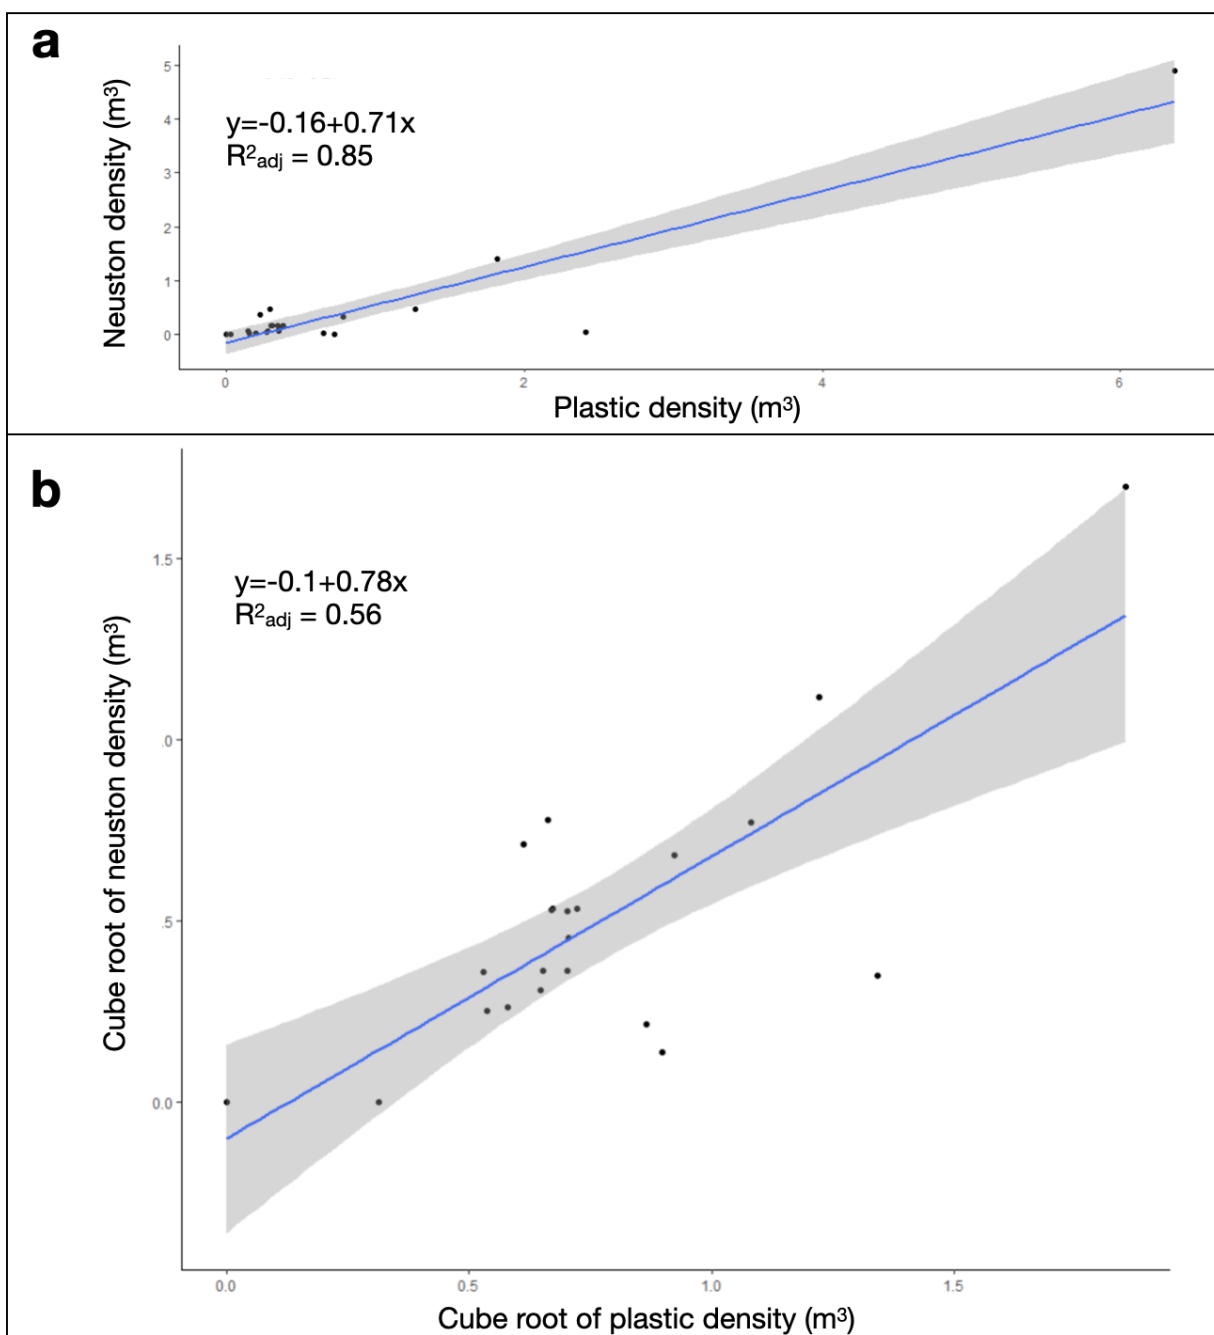 a
Neuston density (m³)
5
4
3
2
1
0
y=-0.16+0.71x
R²adj = 0.85
0 2 4 6
Plastic density (m³)
b
Cube root of neuston density (m³)
1.5
.0
.5
0.0
y=-0.1+0.78x
R²adj = 0.56
0.0 0.5 1.0 1.5
Cube root of plastic density (m³)